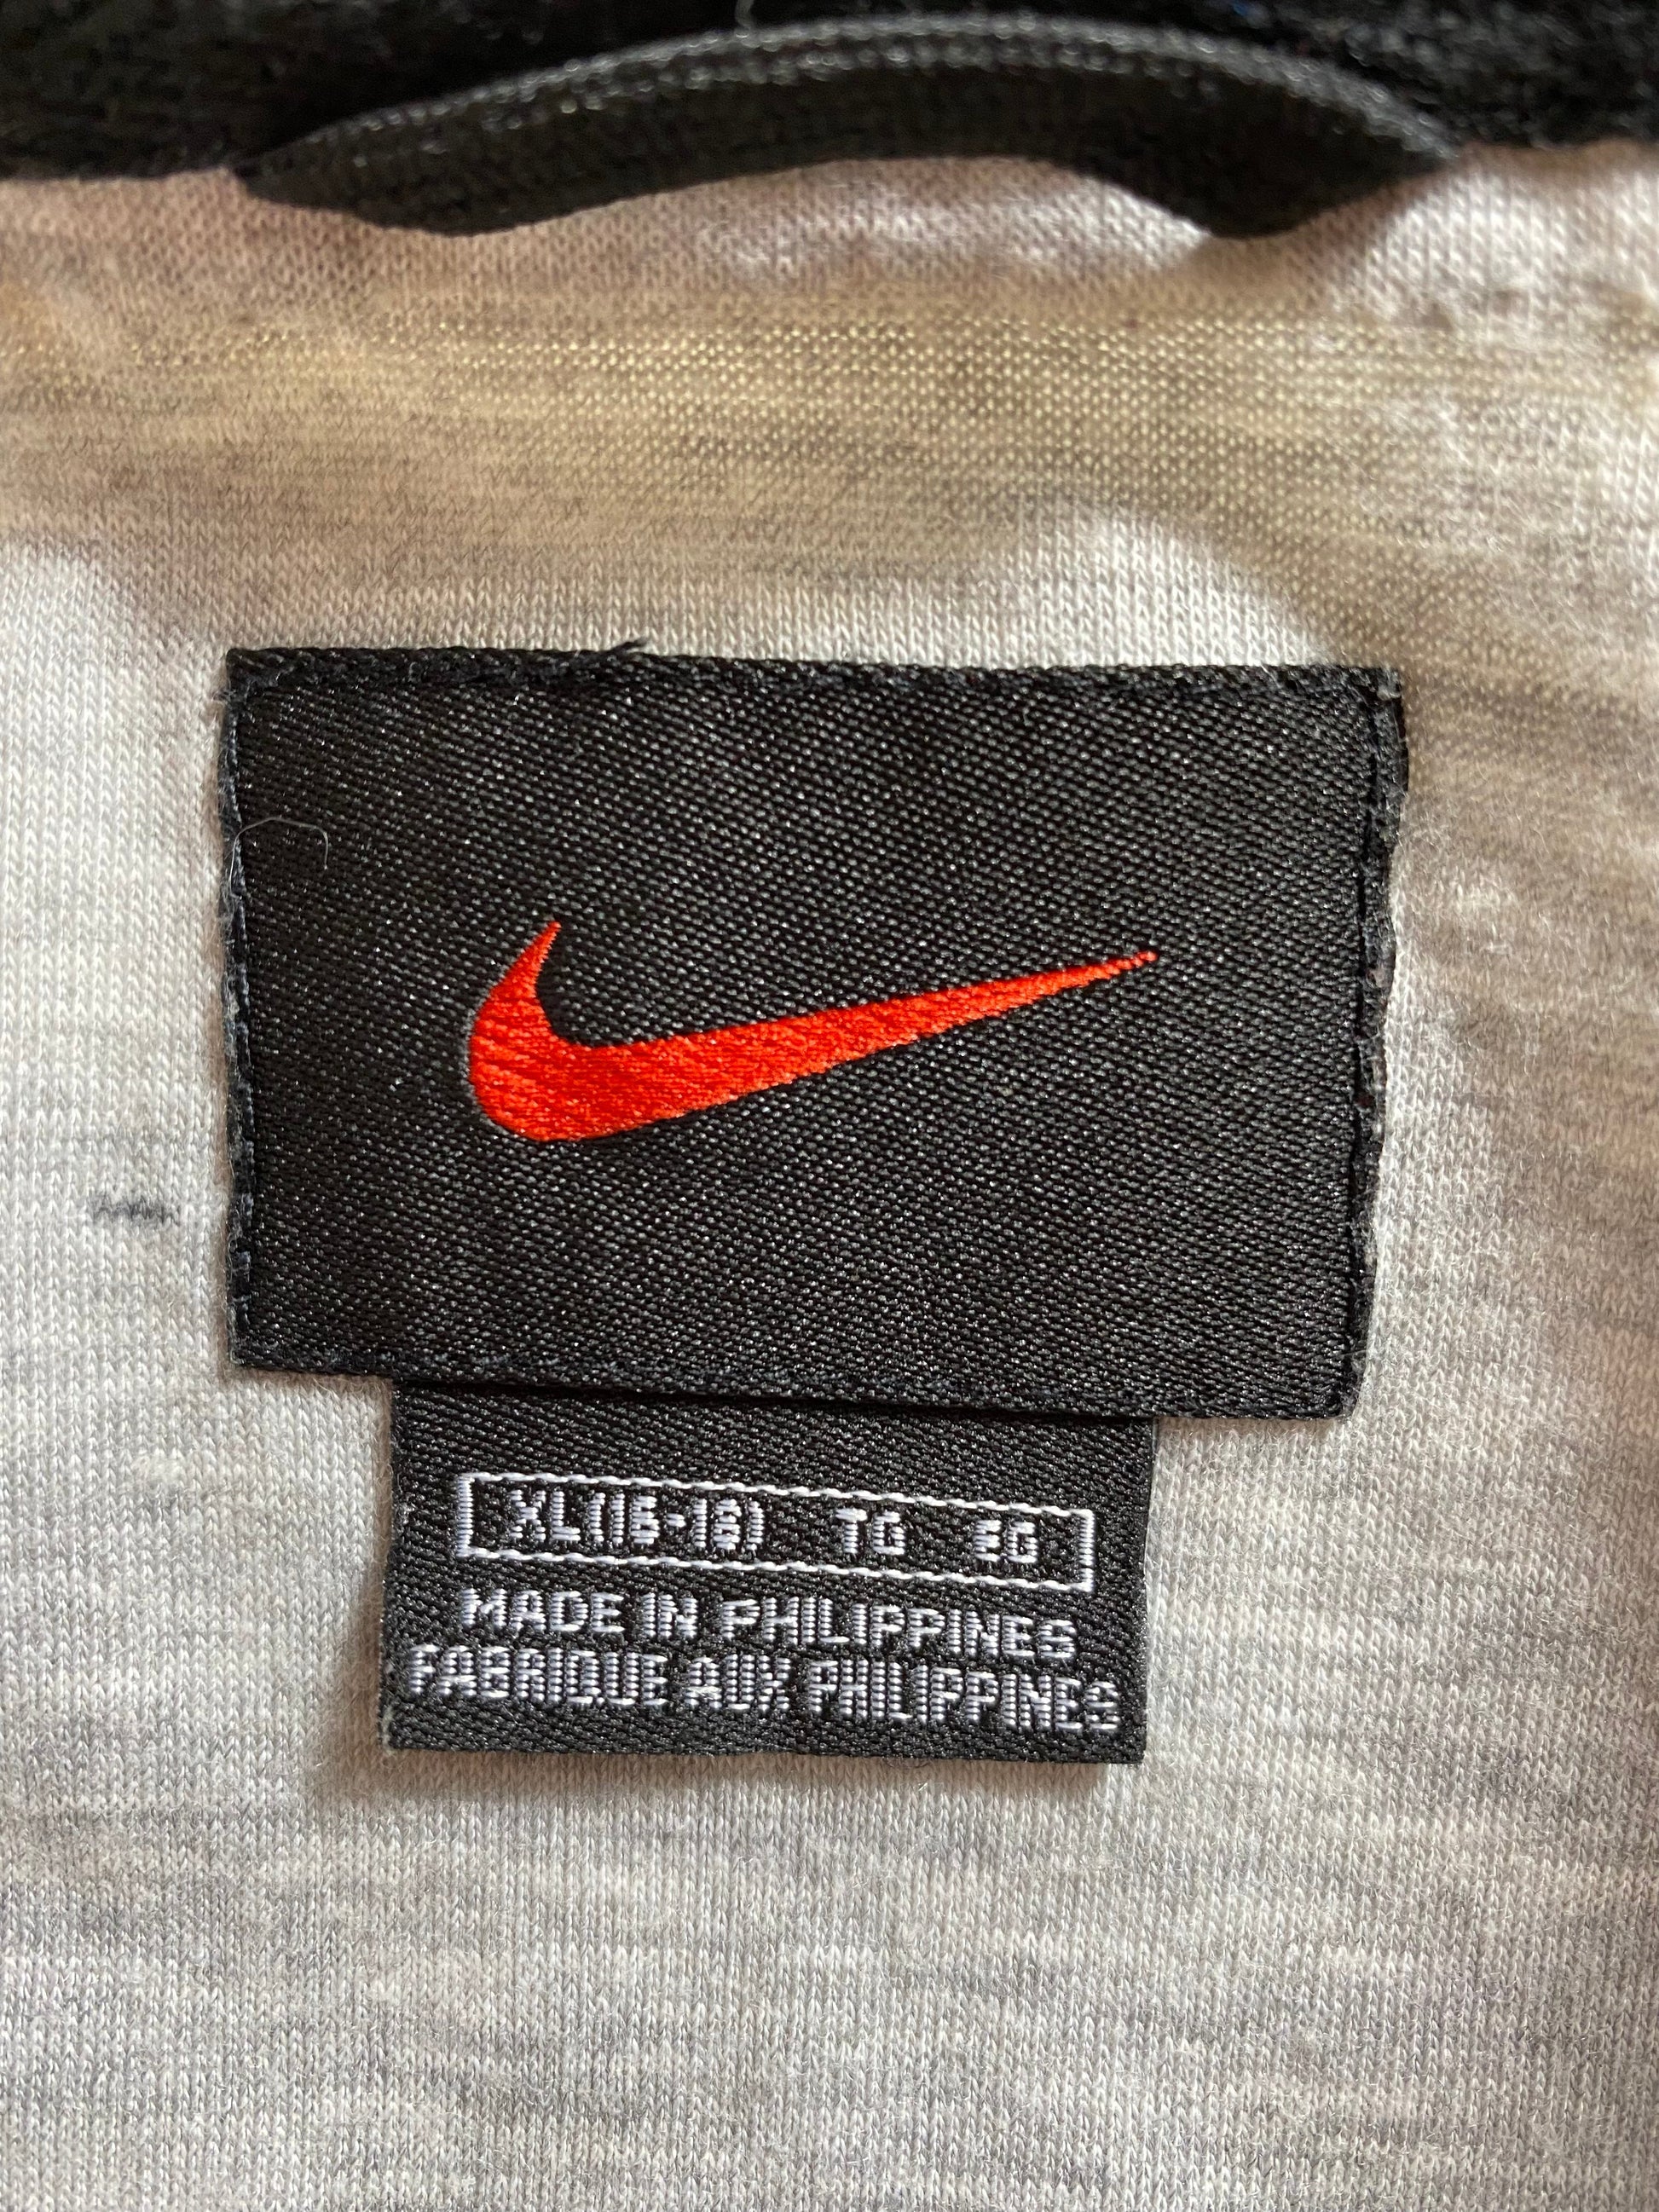 XL(16-18) TG EG
MADE IN PHILIPPINES
FABRIQUE AUX PHILIPPINES